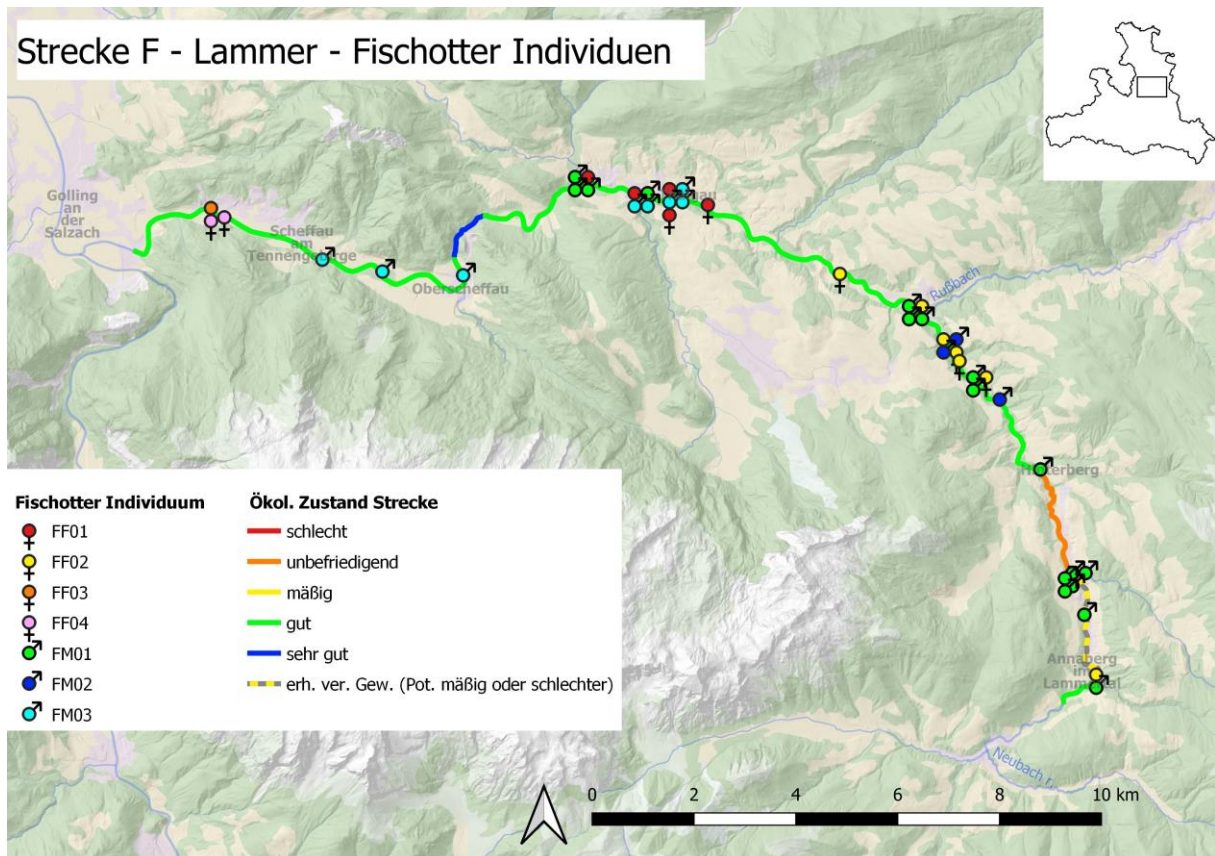 Strecke F - Lammer - Fischotter Individuen
Golling
an der
Salzach
Scheffau
am
Tennengebirge
Oberscheffau
Rußbach
Annaberg
Neubach r.
Fischotter Individuum
FF01
FF02
FF03
FF04
FM01
FM02
FM03
Ökol. Zustand Strecke
schlecht
unbefriedigend
mäßig
gut
sehr gut
erh. ver. Gew. (Pot. mäßig oder schlechter)
0 2 4 6 8 10 km